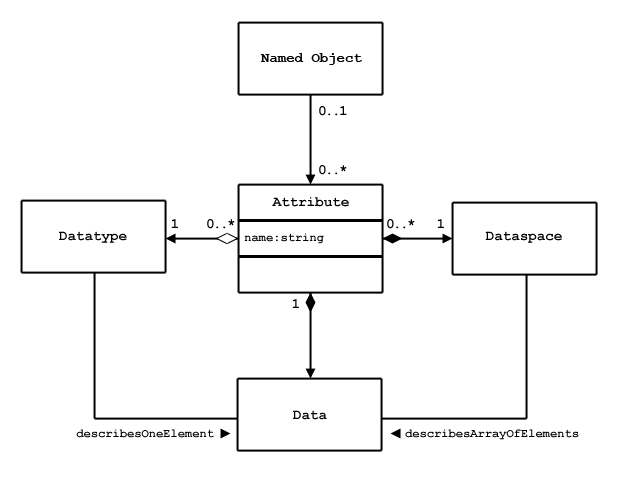 Named Object
0..1
0..*
Attribute
Datatype
1
0..*
name:string
0..*
1
Dataspace
1
Data
describesOneElement ►
◄ describesArrayOfElements